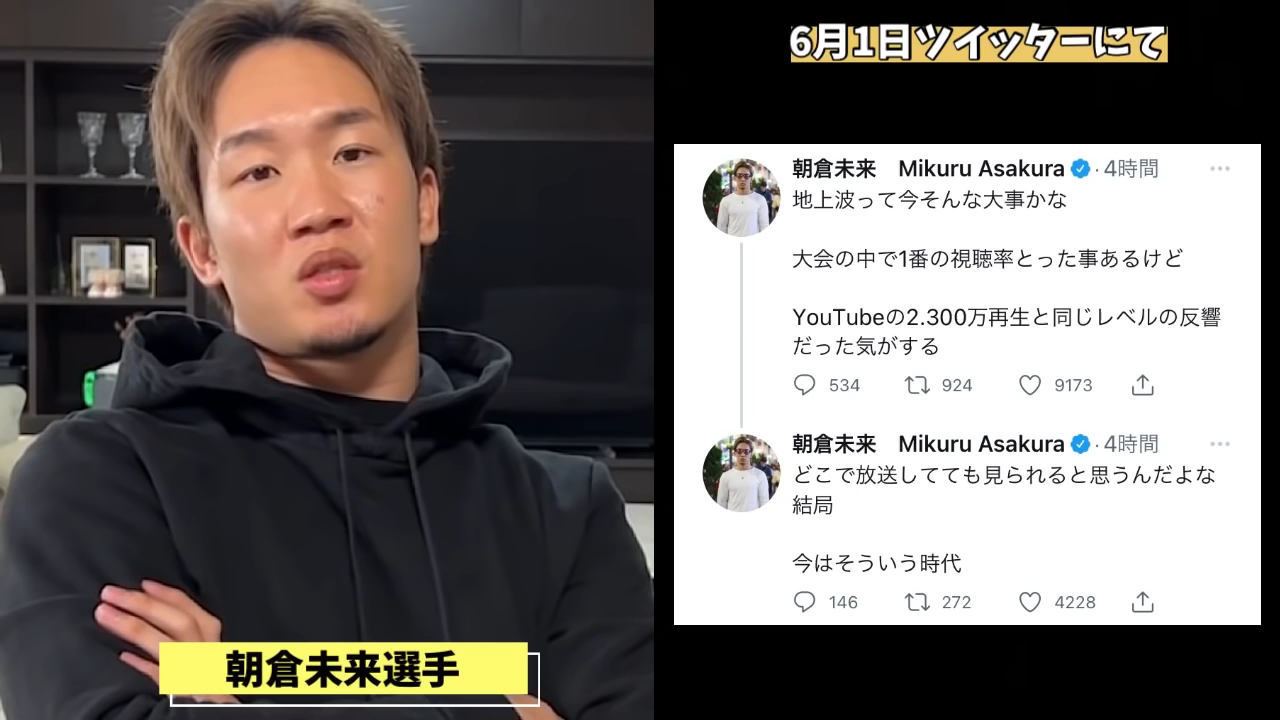 6月1日ツイッターにて
朝倉未来 Mikuru Asakura · 4時間
地上波って今そんな大事かな
大会の中で1番の視聴率とった事あるけど
YouTubeの2.300万再生と同じレベルの反響
だった気がする
534 924 9173
朝倉未来 Mikuru Asakura · 4時間
どこで放送してても見られると思うんだよな
結局
今はそういう時代
146 272 4228
朝倉未来選手